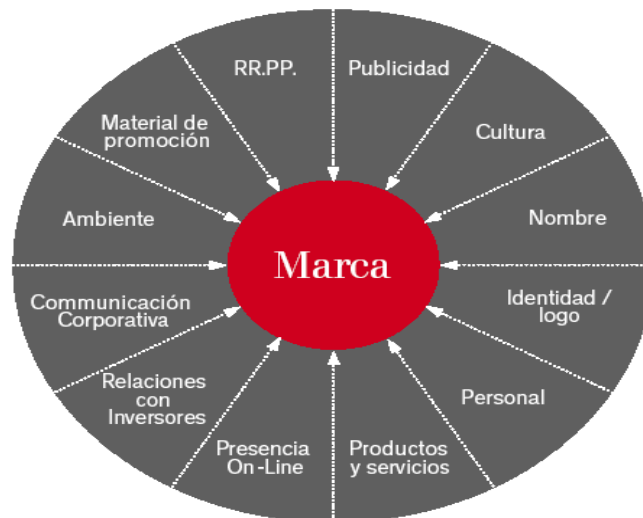 RR.PP.
Publicidad
Cultura
Nombre
Identidad /
logo
Personal
Productos
y servicios
Presencia
On-Line
Relaciones
con
Inversores
Communicación
Corporativa
Ambiente
Material de
promoción
Marca